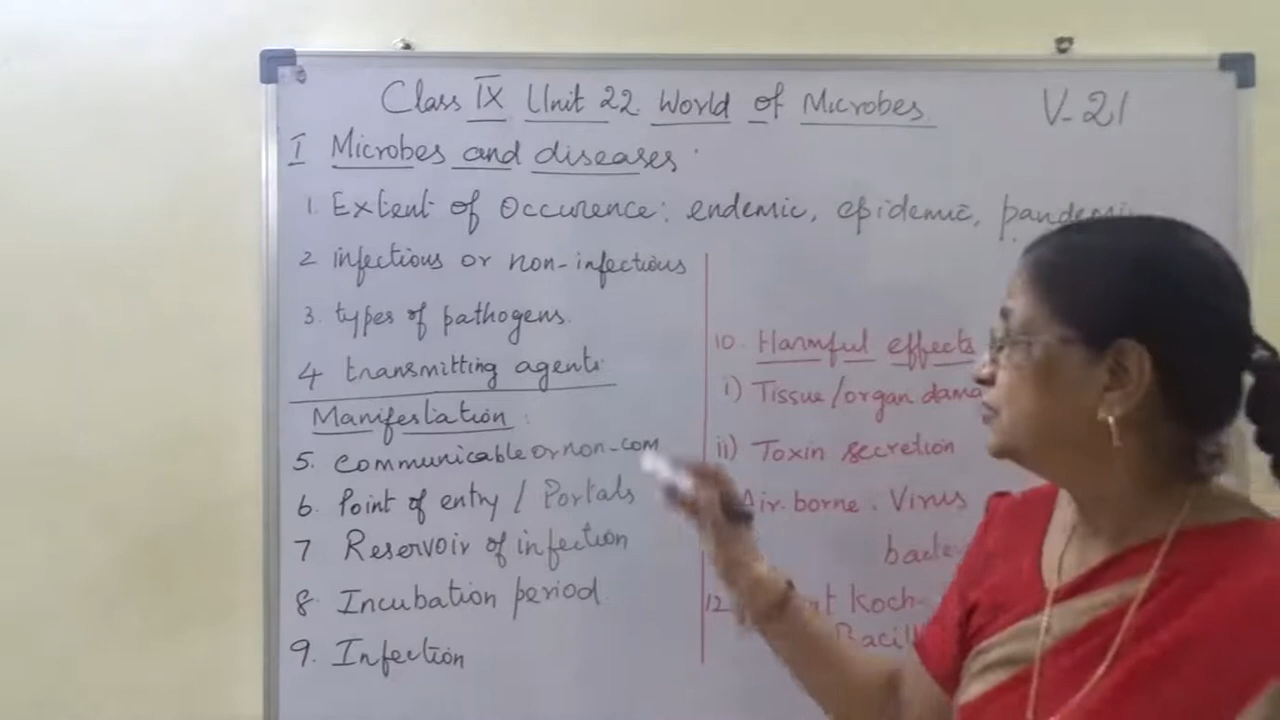 Class IX Unit 22 World of Microbes
V-21
I Microbes and diseases:
1. Extent of Occurence: endemic, epidemic,
2 infectious or non-infectious
3. types of pathogens.
4 transmitting agents.
Manifestation:
5. Communicable or non-com
6. Point of entry / Portals
7 Reservoir of infection
8. Incubation period.
9. Infection
10. Harmful effects
i) Tissue/organ
ii) Toxin secretion
Air-borne. Virus
12 Koch-